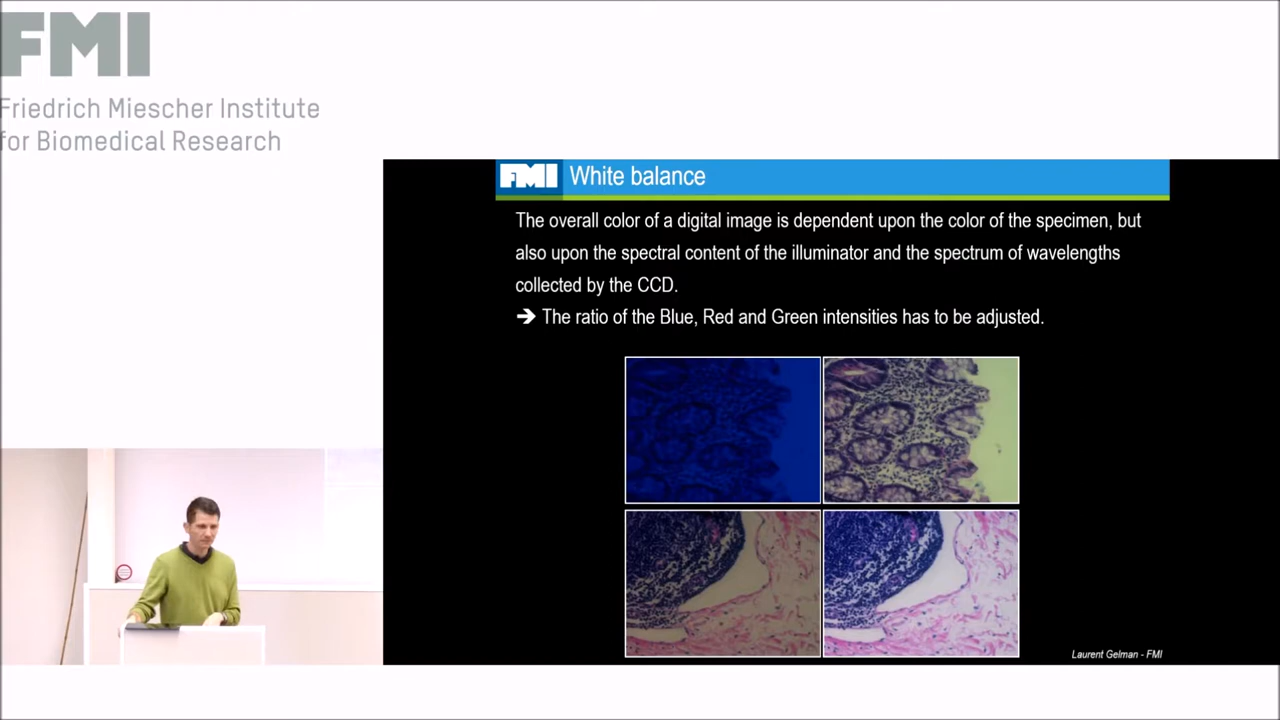 FMI
Friedrich Miescher Institute
for Biomedical Research
FMI White balance
The overall color of a digital image is dependent upon the color of the specimen, but
also upon the spectral content of the illuminator and the spectrum of wavelengths
collected by the CCD.
➔ The ratio of the Blue, Red and Green intensities has to be adjusted.
Laurent Gelman - FMI